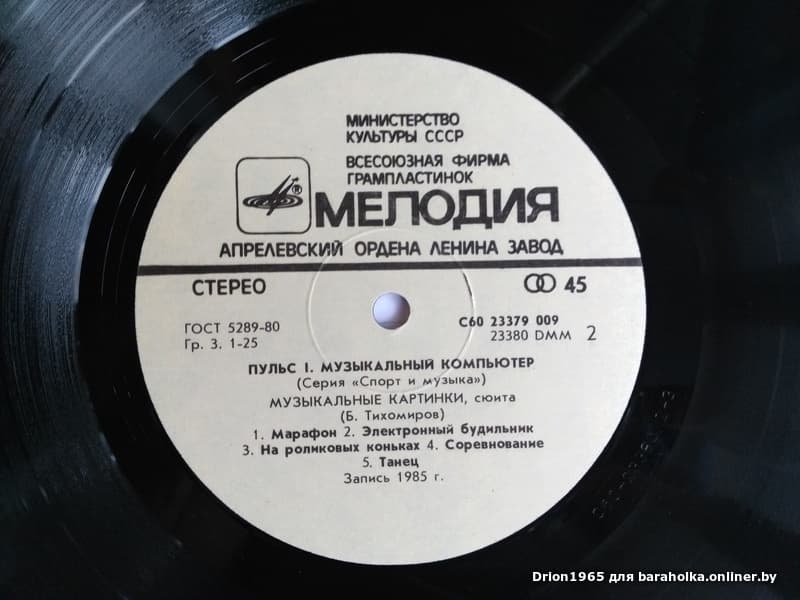 МИНИСТЕРСТВО
КУЛЬТУРЫ СССР
ВСЕСОЮЗНАЯ ФИРМА
ГРАМПЛАСТИНОК
®
МЕЛОДИЯ
АПРЕЛЕВСКИЙ ОРДЕНА ЛЕНИНА ЗАВОД
СТЕРЕО
45
ГОСТ 5289-80
Гр. 3. 1-25
С60 23379 009
23380 DMM 2
ПУЛЬС I. МУЗЫКАЛЬНЫЙ КОМПЬЮТЕР
(Серия «Спорт и музыка»)
МУЗЫКАЛЬНЫЕ КАРТИНКИ, сюита
(Б. Тихомиров)
1. Марафон 2. Электронный будильник
3. На роликовых коньках 4. Соревнование
5. Танец
Запись 1985 г.
Drion1965 для baraholka.onliner.by